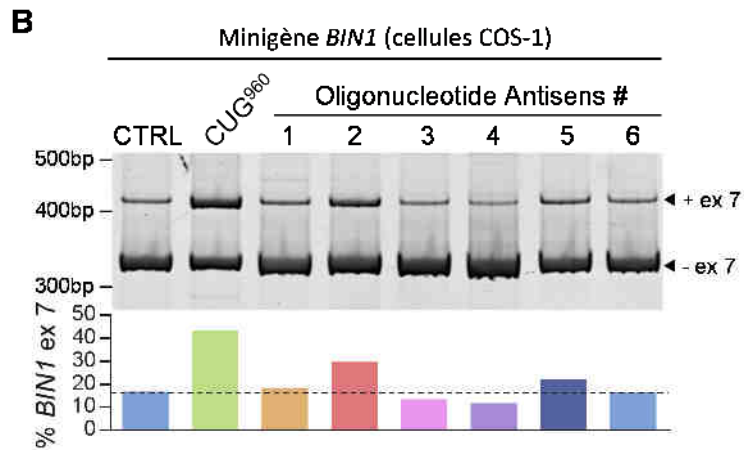 B
Minigène BIN1 (cellules COS-1)
CTRL
CUG960
Oligonucleotide Antisens #
1 2 3 4 5 6
500bp
400bp
300bp
+ ex 7
- ex 7
% BIN1 ex 7
50
40
30
20
10
0